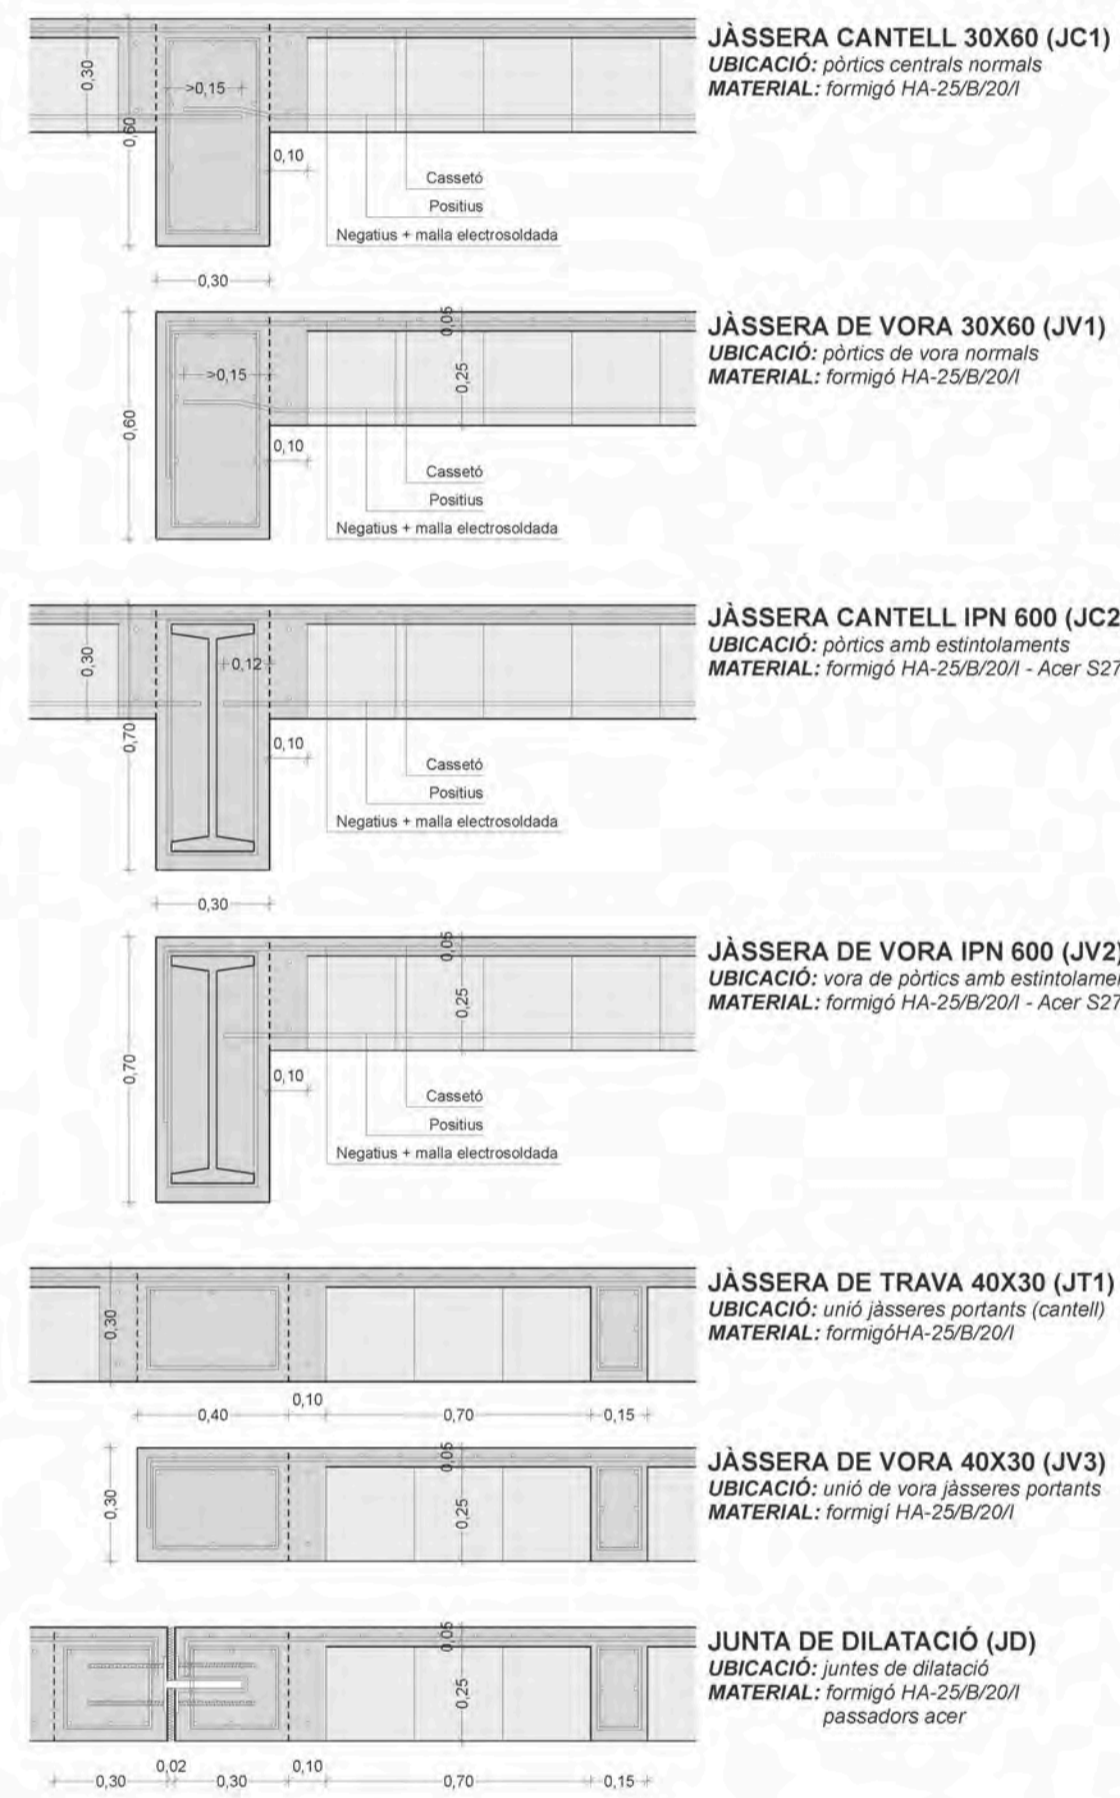 JÀSSERA CANTELL 30X60 (JC1)
UBICACIÓ: pòrtics centrals normals
MATERIAL: formigó HA-25/B/20/I
0,30
>0,15
0,60
0,10
Cassetó
Positius
Negatius + malla electrosoldada
0,30
JÀSSERA DE VORA 30X60 (JV1)
UBICACIÓ: pòrtics de vora normals
MATERIAL: formigó HA-25/B/20/I
0,05
>0,15
0,25
0,60
0,10
Cassetó
Positius
Negatius + malla electrosoldada
JÀSSERA CANTELL IPN 600 (JC2
UBICACIÓ: pòrtics amb estintolaments
MATERIAL: formigó HA-25/B/20/I - Acer S27
0,30
0,12
0,70
0,10
Cassetó
Positius
Negatius + malla electrosoldada
0,30
JÀSSERA DE VORA IPN 600 (JV2)
UBICACIÓ: vora de pòrtics amb estintolamen
MATERIAL: formigó HA-25/B/20/I - Acer S27
0,05
0,25
0,70
0,10
Cassetó
Positius
Negatius + malla electrosoldada
JÀSSERA DE TRAVA 40X30 (JT1)
UBICACIÓ: unió jàsseres portants (cantell)
MATERIAL: formigóHA-25/B/20/I
0,30
0,40
0,10
0,70
0,15
JÀSSERA DE VORA 40X30 (JV3)
UBICACIÓ: unió de vora jàsseres portants
MATERIAL: formigí HA-25/B/20/I
0,05
0,30
0,25
JUNTA DE DILATACIÓ (JD)
UBICACIÓ: juntes de dilatació
MATERIAL: formigó HA-25/B/20/I
passadors acer
0,05
0,25
0,30
0,02
0,30
0,10
0,70
0,15